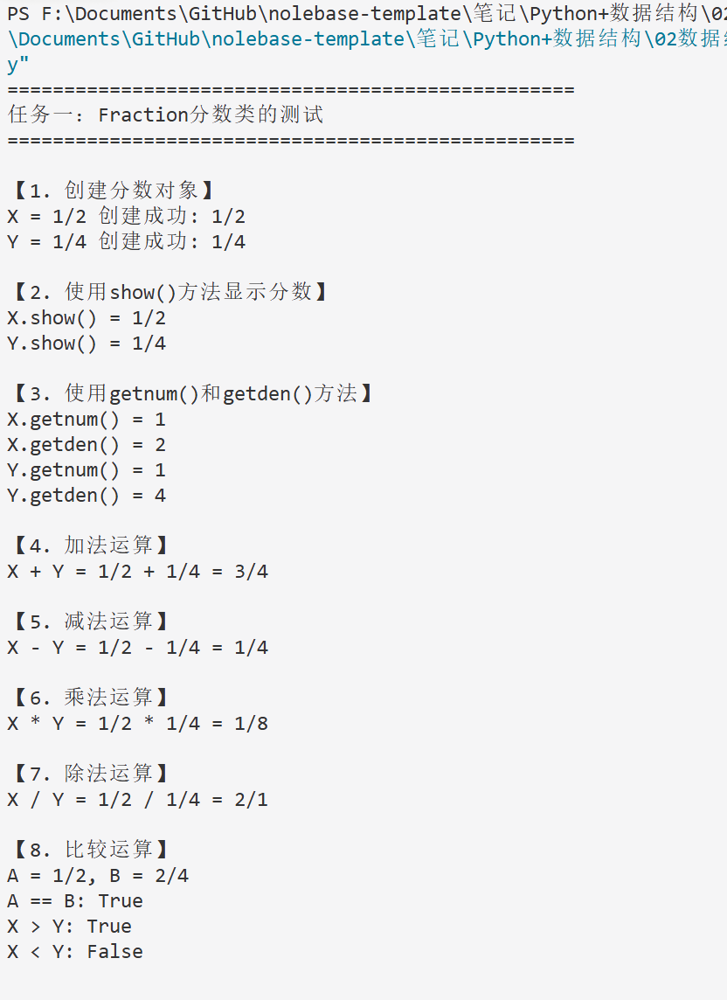 PS F:\Documents\GitHub\nolebase-template\笔记\Python+数据结构\02
\Documents\GitHub\nolebase-template\笔记\Python+数据结构\02数据
y"
==================================================
任务一: Fraction分数类的测试
==================================================
【1. 创建分数对象】
X = 1/2 创建成功: 1/2
Y = 1/4 创建成功: 1/4
【2. 使用show()方法显示分数】
X.show() = 1/2
Y.show() = 1/4
【3. 使用getnum()和getden()方法】
X.getnum() = 1
X.getden() = 2
Y.getnum() = 1
Y.getden() = 4
【4. 加法运算】
X + Y = 1/2 + 1/4 = 3/4
【5. 减法运算】
X - Y = 1/2 - 1/4 = 1/4
【6. 乘法运算】
X * Y = 1/2 * 1/4 = 1/8
【7. 除法运算】
X / Y = 1/2 / 1/4 = 2/1
【8. 比较运算】
A = 1/2, B = 2/4
A == B: True
X > Y: True
X < Y: False